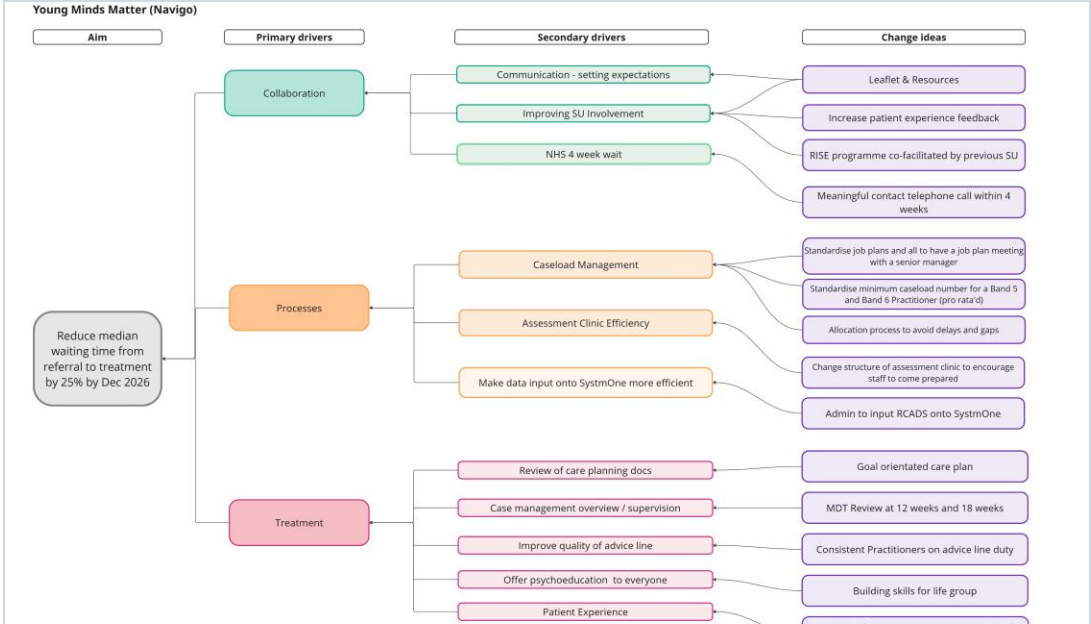 Young Minds Matter (Navigo)
Aim
Primary drivers
Secondary drivers
Change ideas
Reduce median
waiting time from
referral to treatment
by 25% by Dec 2026
Collaboration
Communication - setting expectations
Improving SU Involvement
NHS 4 week wait
Leaflet & Resources
Increase patient experience feedback
RISE programme co-facilitated by previous SU
Meaningful contact telephone call within 4
weeks
Processes
Caseload Management
Assessment Clinic Efficiency
Make data input onto SystmOne more efficient
Standardise job plans and all to have a job plan meeting
with a senior manager
Standardise minimum caseload number for a Band 5
and Band 6 Practitioner (pro rata'd)
Allocation process to avoid delays and gaps
Change structure of assessment clinic to encourage
staff to come prepared
Admin to input RCADS onto SystmOne
Treatment
Review of care planning docs
Case management overview / supervision
Improve quality of advice line
Offer psychoeducation  to everyone
Patient Experience
Goal orientated care plan
MDT Review at 12 weeks and 18 weeks
Consistent Practitioners on advice line duty
Building skills for life group